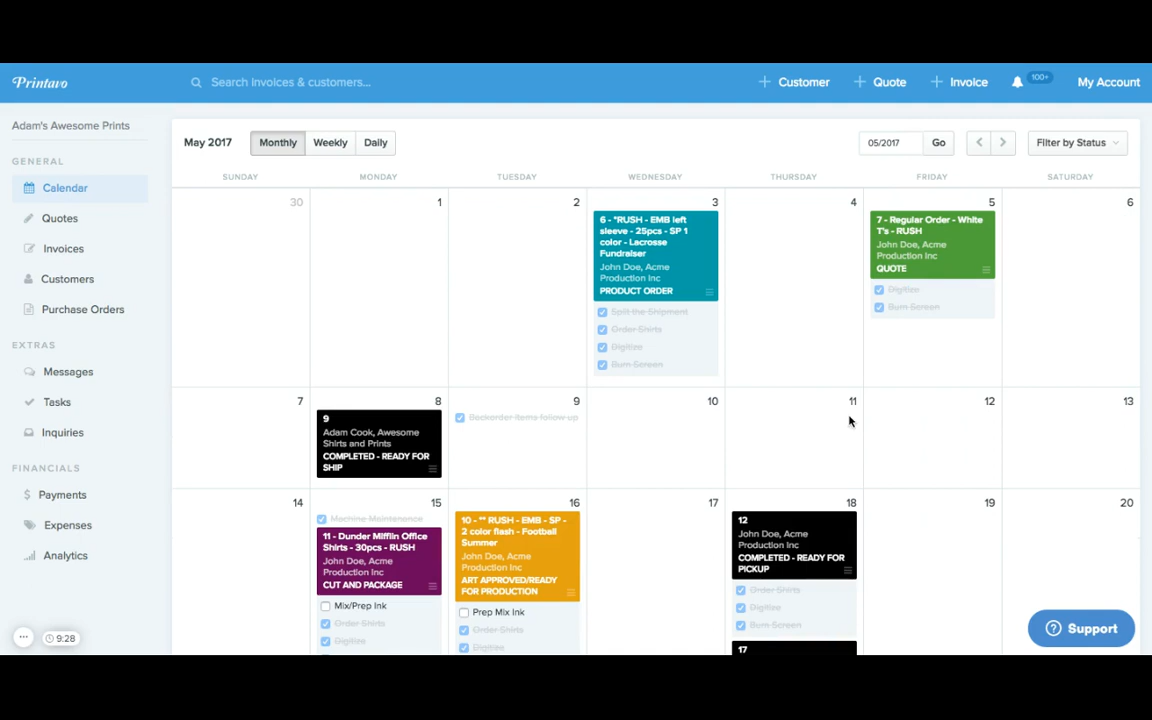 Printavo
Search Invoices & customers...
+ Customer
+ Quote
+ Invoice
100+
My Account
Adam's Awesome Prints
GENERAL
Calendar
Quotes
Invoices
Customers
Purchase Orders
EXTRAS
Messages
Tasks
Inquiries
FINANCIALS
$ Payments
Expenses
Analytics
9:28
May 2017
Monthly
Weekly
Daily
05/2017
Go
Filter by Status
SUNDAY
MONDAY
TUESDAY
WEDNESDAY
THURSDAY
FRIDAY
SATURDAY
30
1
2
3
6 - *RUSH - EMB left
sleeve - 25pcs - SP 1
color - Lacrosse
Fundraiser
John Doe, Acme
Production Inc
PRODUCT ORDER
Split the Shipment
Order Shirts
Digitize
Burn Screen
4
5
7 - Regular Order - White
T's - RUSH
John Doe, Acme
Production Inc
QUOTE
Digitize
Burn Screen
6
7
8
9
Adam Cook, Awesome
Shirts and Prints
COMPLETED - READY FOR
SHIP
9
Backorder items follow up
10
11
12
13
14
15
Machine Maintenance
11 - Dunder Mifflin Office
Shirts - 30pcs - RUSH
John Doe, Acme
Production Inc
CUT AND PACKAGE
Mix/Prep Ink
Order Shirts
Digitize
16
10 - ** RUSH - EMB - SP -
2 color flash - Football
Summer
John Doe, Acme
Production Inc
ART APPROVED/READY
FOR PRODUCTION
Prep Mix Ink
Order Shirts
Digitize
17
18
12
John Doe, Acme
Production Inc
COMPLETED - READY FOR
PICKUP
Order Shirts
Digitize
Burn Screen
17
19
20
Support